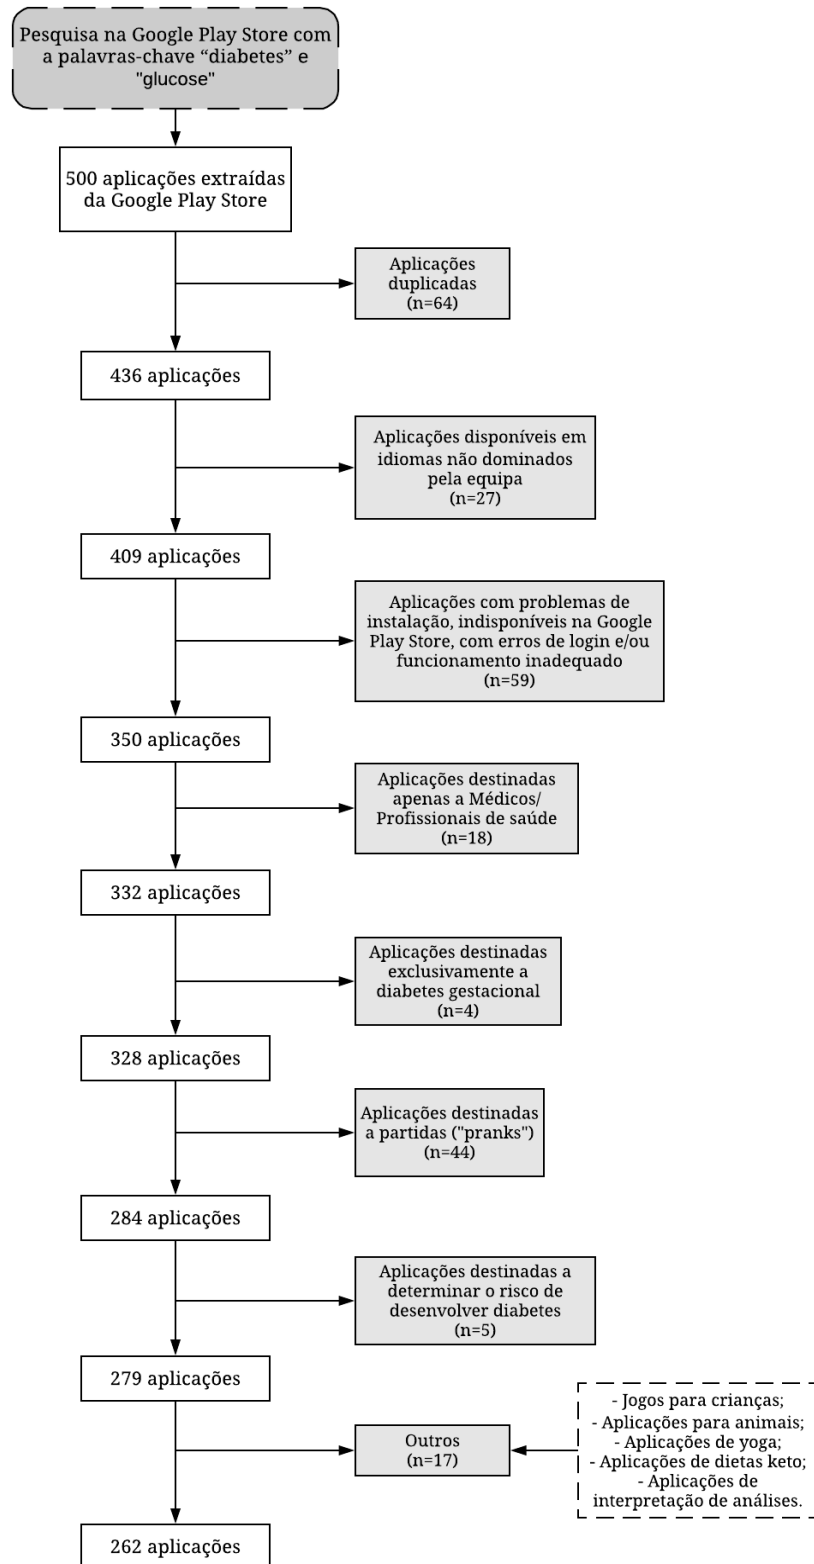 Pesquisa na Google Play Store com
a palavras-chave “diabetes” e
"glucose"
500 aplicações extraídas
da Google Play Store
Aplicações
duplicadas
(n=64)
436 aplicações
Aplicações disponíveis em
idiomas não dominados
pela equipa
(n=27)
409 aplicações
Aplicações com problemas de
instalação, indisponíveis na Google
Play Store, com erros de login e/ou
funcionamento inadequado
(n=59)
350 aplicações
Aplicações destinadas
apenas a Médicos/
Profissionais de saúde
(n=18)
332 aplicações
Aplicações destinadas
exclusivamente a
diabetes gestacional
(n=4)
328 aplicações
Aplicações destinadas
a partidas ("pranks")
(n=44)
284 aplicações
Aplicações destinadas a
determinar o risco de
desenvolver diabetes
(n=5)
279 aplicações
Outros
(n=17)
- Jogos para crianças;
- Aplicações para animais;
- Aplicações de yoga;
- Aplicações de dietas keto;
- Aplicações de
interpretação de análises.
262 aplicações